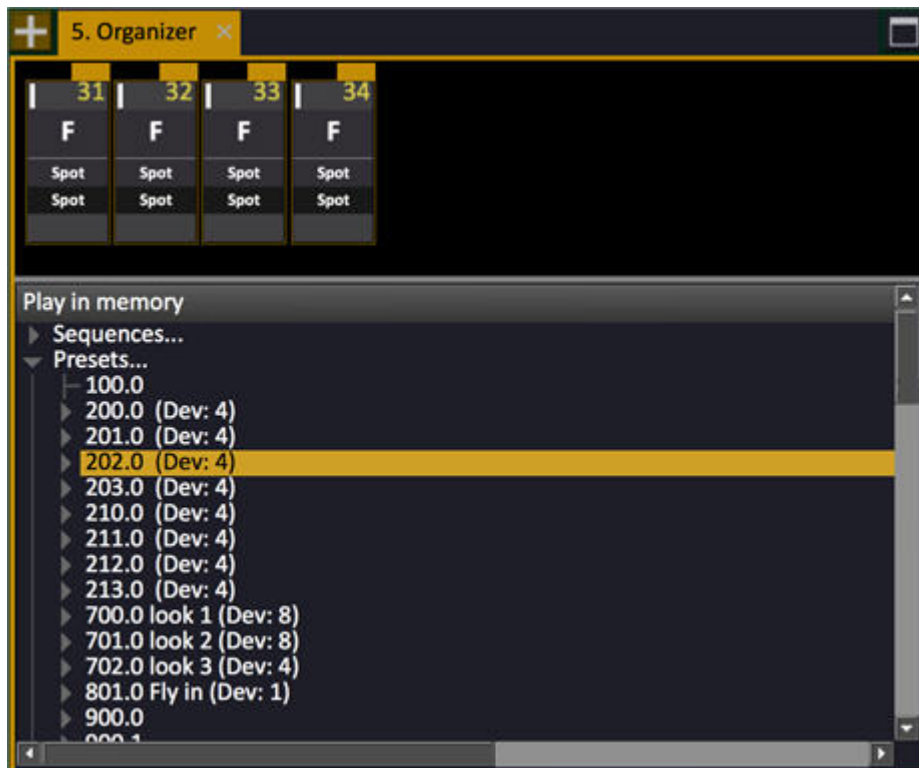 5. Organizer
31 32 33 34
F F F F
Spot Spot Spot Spot
Spot Spot Spot Spot
Play in memory
Sequences...
Presets...
100.0
200.0 (Dev: 4)
201.0 (Dev: 4)
202.0 (Dev: 4)
203.0 (Dev: 4)
210.0 (Dev: 4)
211.0 (Dev: 4)
212.0 (Dev: 4)
213.0 (Dev: 4)
700.0 look 1 (Dev: 8)
701.0 look 2 (Dev: 8)
702.0 look 3 (Dev: 4)
801.0 Fly in (Dev: 1)
900.0
900.1